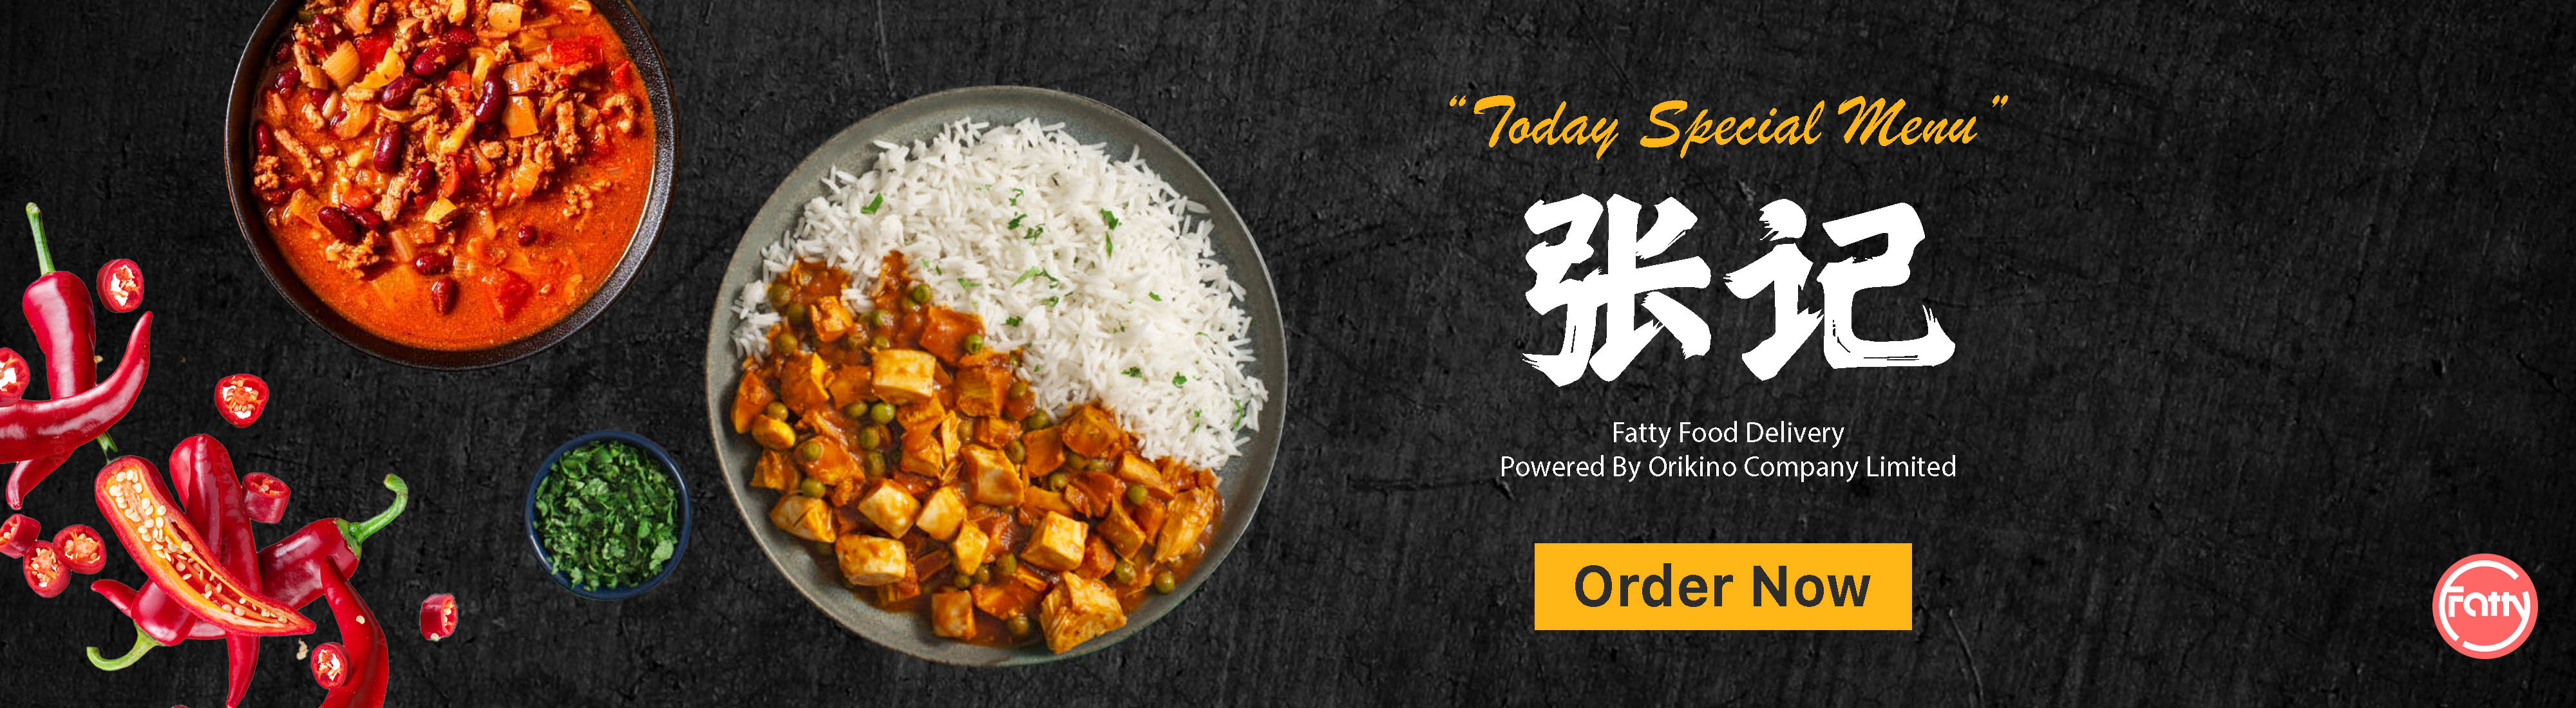 “Today Special Menu”
张记
Fatty Food Delivery
Powered By Orikino Company Limited
Order Now
Fatty